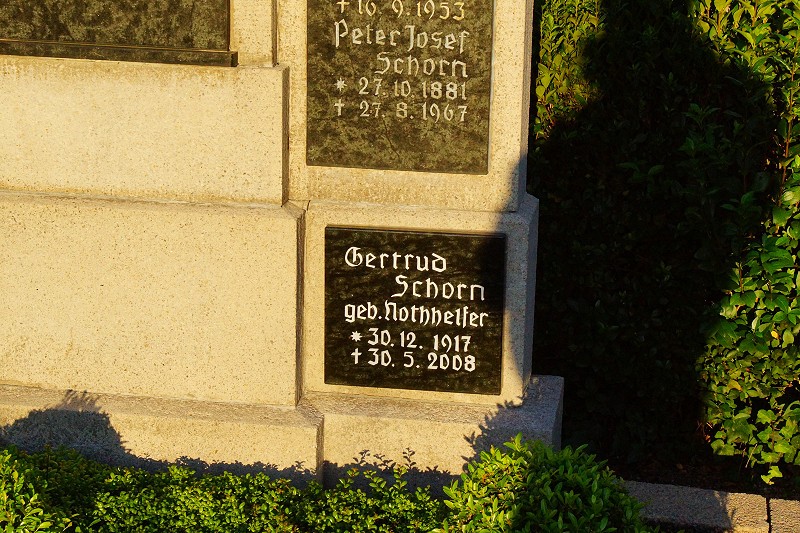 ✝ 16.9.1953
Peter Josef
Schorn
* 27.10.1881
✝ 27.8.1967
Gertrud
Schorn
geb. Nothhelfer
* 30.12.1917
✝ 30.5.2008